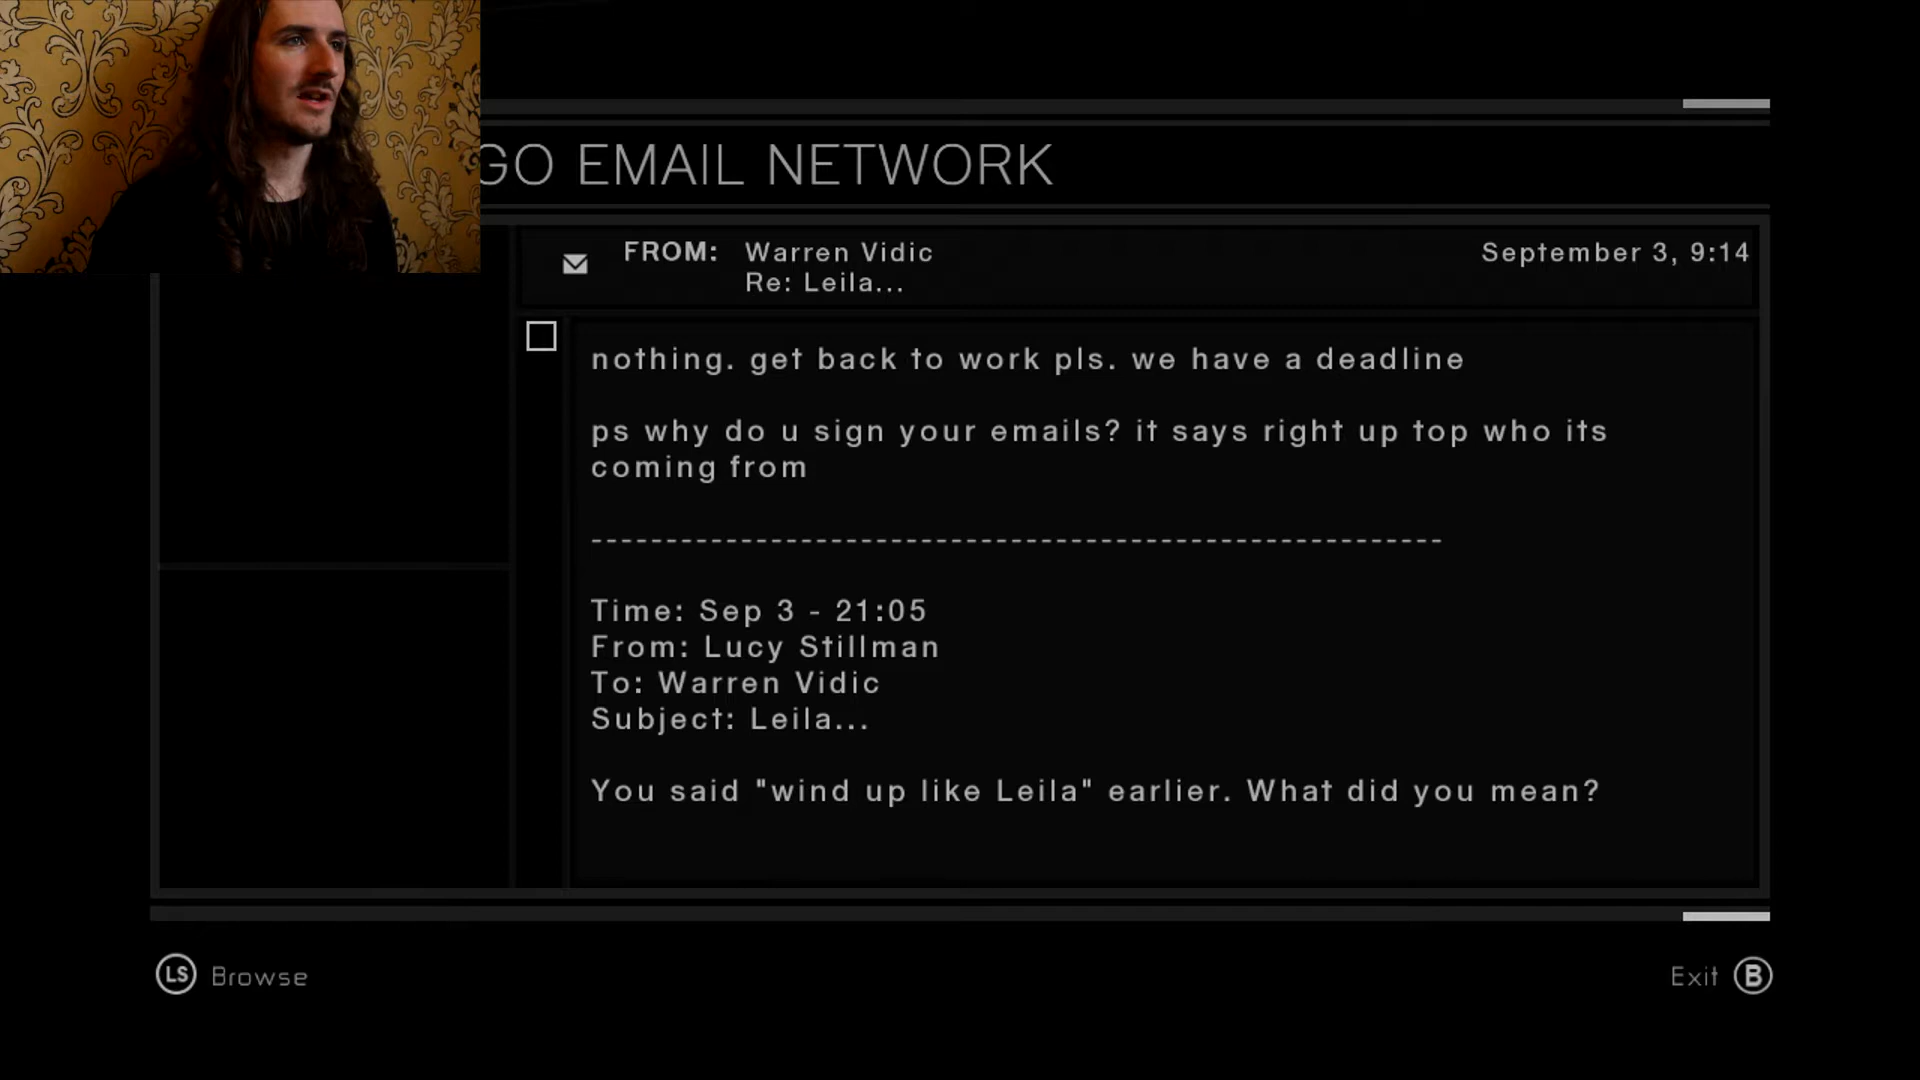 GO EMAIL NETWORK
FROM: Warren Vidic September 3, 9:14
Re: Leila...
nothing. get back to work pls. we have a deadline
ps why do u sign your emails? it says right up top who its
coming from
---------------------------------------------------------
Time: Sep 3 - 21:05
From: Lucy Stillman
To: Warren Vidic
Subject: Leila...
You said "wind up like Leila" earlier. What did you mean?
LS Browse Exit B